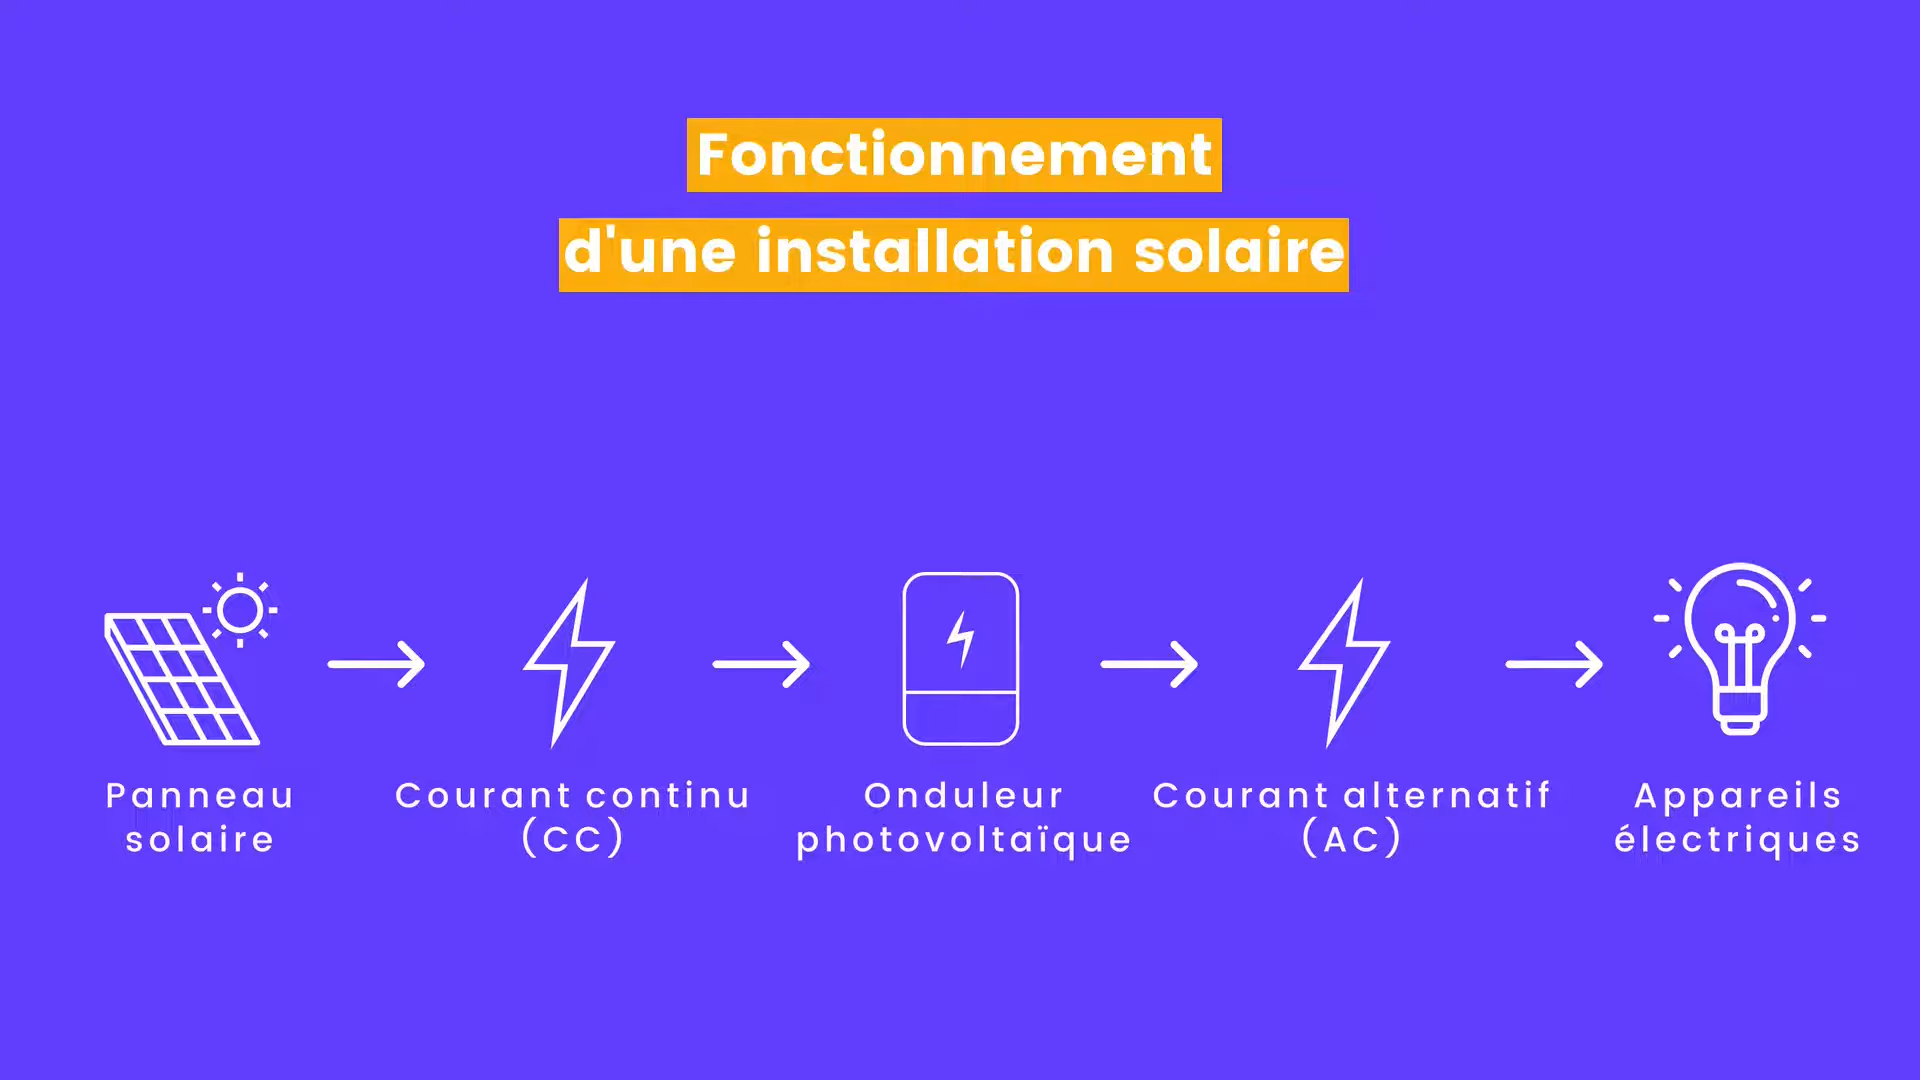 Fonctionnement
d'une installation solaire
Panneau
solaire
Courant continu
(CC)
Onduleur
photovoltaïque
Courant alternatif
(AC)
Appareils
électriques